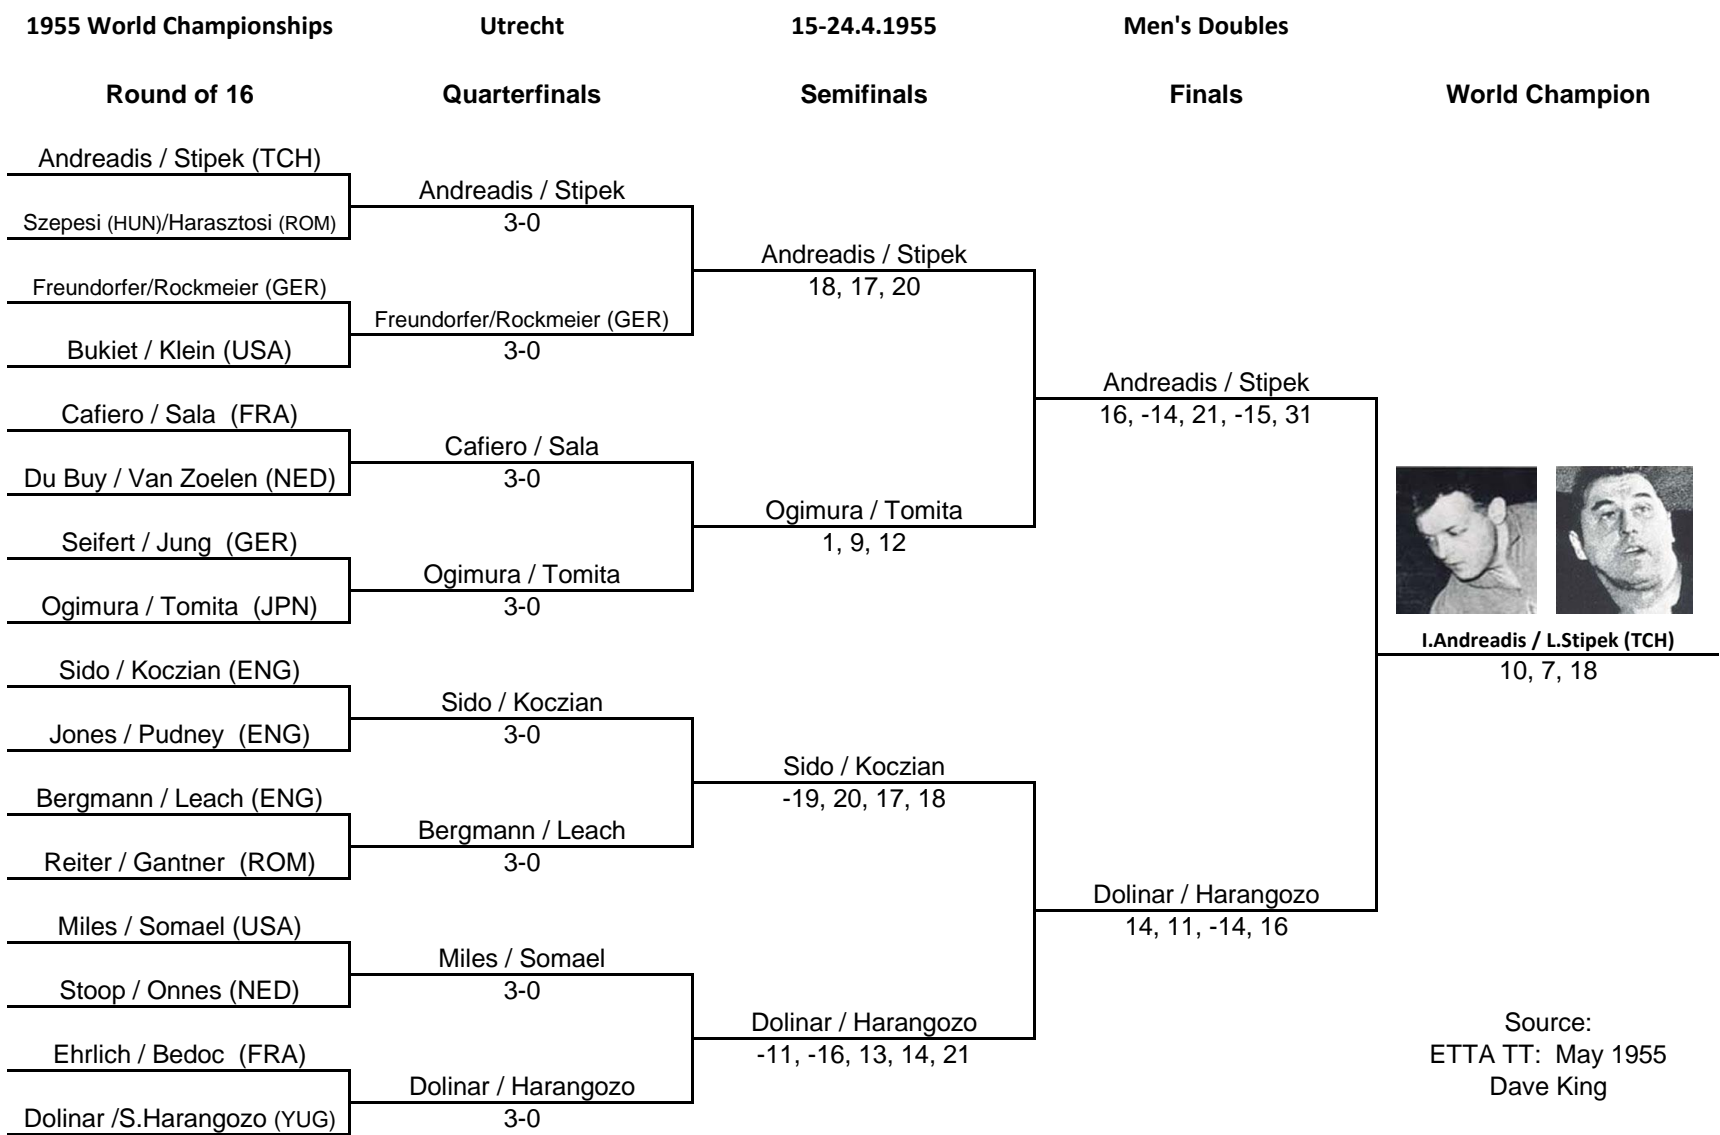 1955 World Championships Utrecht 15-24.4.1955 Men's Doubles
Round of 16 Quarterfinals Semifinals Finals World Champion
Andreadis / Stipek (TCH)
Andreadis / Stipek
Szepesi (HUN)/Harasztosi (ROM)
3-0
Andreadis / Stipek
18, 17, 20
Freundorfer/Rockmeier (GER)
Freundorfer/Rockmeier (GER)
Bukiet / Klein (USA)
3-0
Andreadis / Stipek
16, -14, 21, -15, 31
Cafiero / Sala (FRA)
Cafiero / Sala
Du Buy / Van Zoelen (NED)
3-0
Ogimura / Tomita
1, 9, 12
Seifert / Jung (GER)
Ogimura / Tomita
Ogimura / Tomita (JPN)
3-0
I.Andreadis / L.Stipek (TCH)
10, 7, 18
Sido / Koczian (ENG)
Sido / Koczian
Jones / Pudney (ENG)
3-0
Sido / Koczian
-19, 20, 17, 18
Bergmann / Leach (ENG)
Bergmann / Leach
Reiter / Gantner (ROM)
3-0
Dolinar / Harangozo
14, 11, -14, 16
Miles / Somael (USA)
Miles / Somael
Stoop / Onnes (NED)
3-0
Dolinar / Harangozo
-11, -16, 13, 14, 21
Ehrlich / Bedoc (FRA)
Dolinar / Harangozo
Dolinar /S.Harangozo (YUG)
3-0
Source:
ETTA TT: May 1955
Dave King